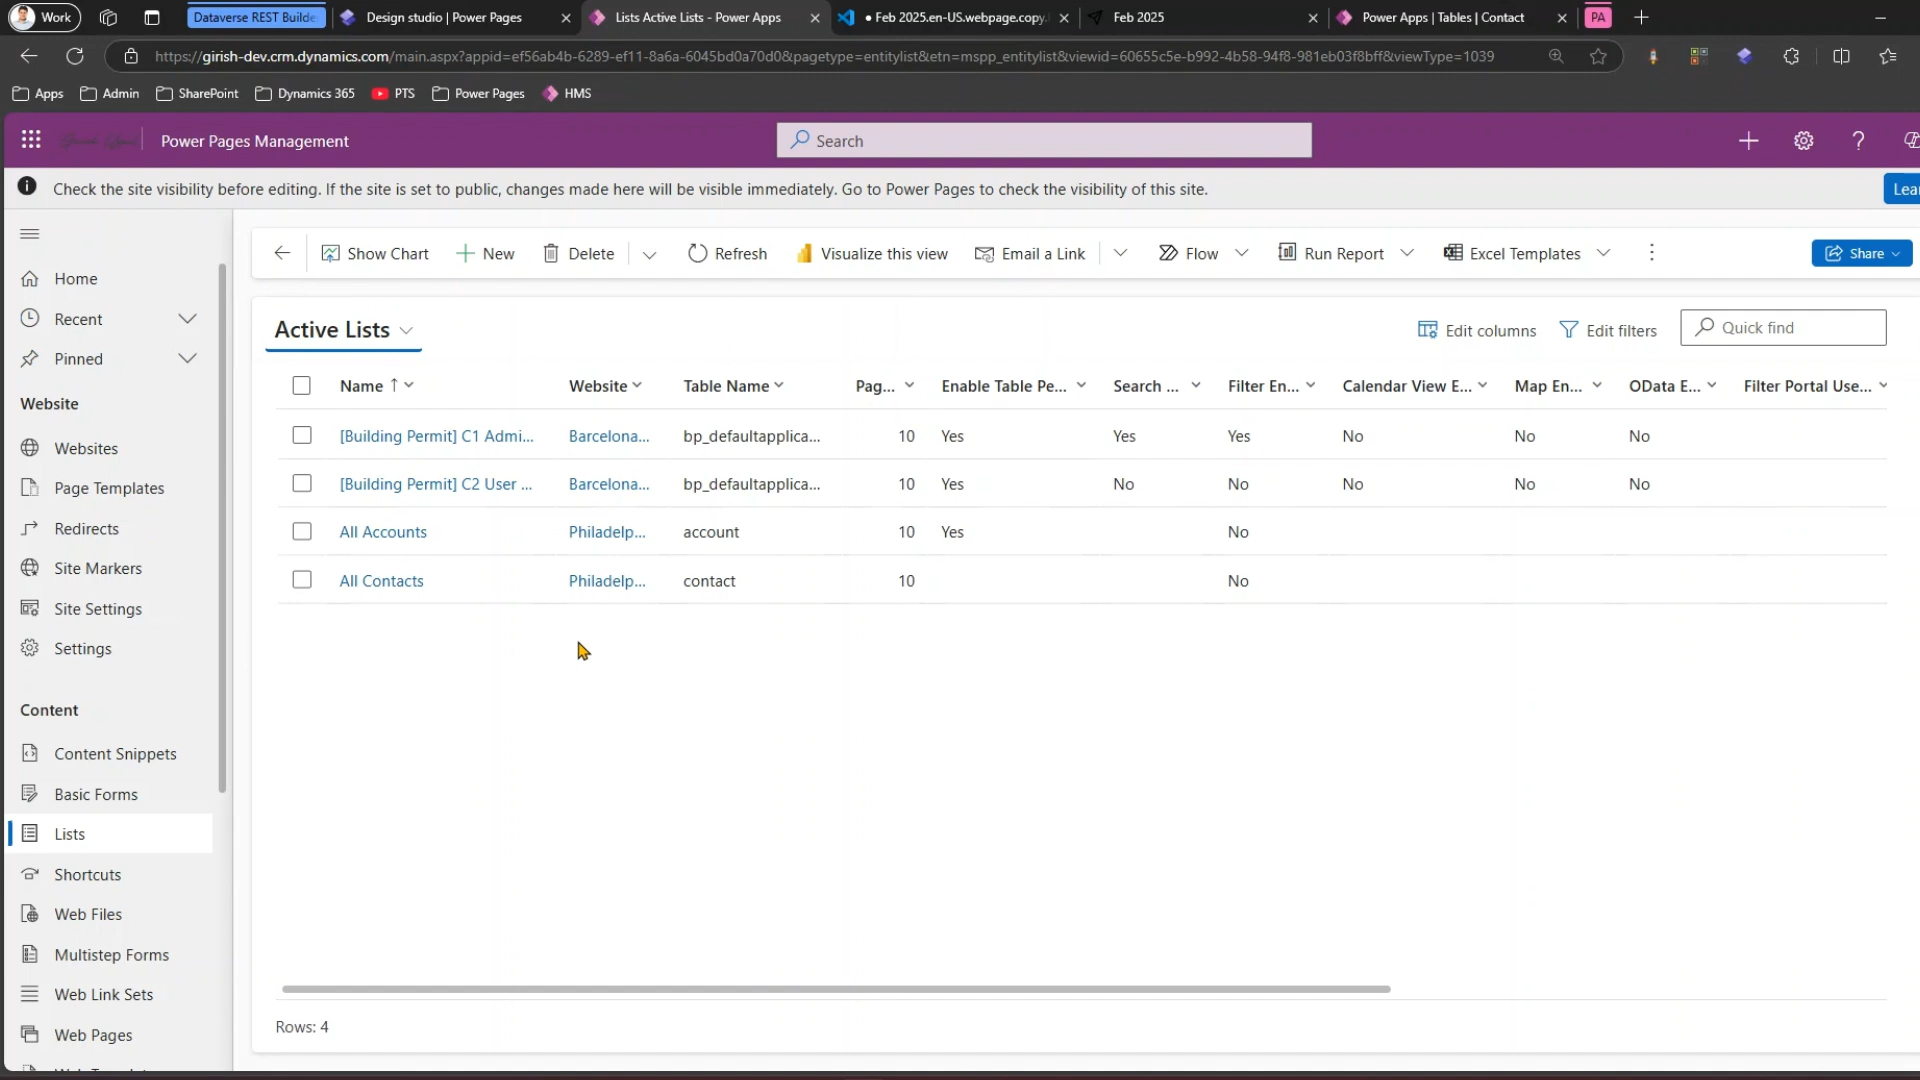 Work
Dataverse REST Builde
Design studio | Power Pages
Lists Active Lists - Power Apps
• Feb 2025.en-US.webpage.copy.
Feb 2025
Power Apps | Tables | Contact
PA
https://girish-dev.crm.dynamics.com/main.aspx?appid=ef56ab4b-6289-ef11-8a6a-6045bd0a70d0&pagetype=entitylist&etn=mspp_entitylist&viewid=60655c5e-b992-4b58-94f8-981eb03f8bff&viewType=1039
Apps
Admin
SharePoint
Dynamics 365
PTS
Power Pages
HMS
Power Pages Management
Search
Check the site visibility before editing. If the site is set to public, changes made here will be visible immediately. Go to Power Pages to check the visibility of this site.
Lear
Show Chart
New
Delete
Refresh
Visualize this view
Email a Link
Flow
Run Report
Excel Templates
Share
Home
Recent
Pinned
Website
Websites
Page Templates
Redirects
Site Markers
Site Settings
Settings
Content
Content Snippets
Basic Forms
Lists
Shortcuts
Web Files
Multistep Forms
Web Link Sets
Web Pages
Active Lists
Edit columns
Edit filters
Quick find
Name ↑ Website Table Name Pag... Enable Table Pe... Search ... Filter En... Calendar View E... Map En... OData E... Filter Portal Use...
[Building Permit] C1 Admi... Barcelona... bp_defaultapplica... 10 Yes Yes Yes No No No
[Building Permit] C2 User ... Barcelona... bp_defaultapplica... 10 Yes No No No No No
All Accounts Philadelp... account 10 Yes No
All Contacts Philadelp... contact 10 No
Rows: 4